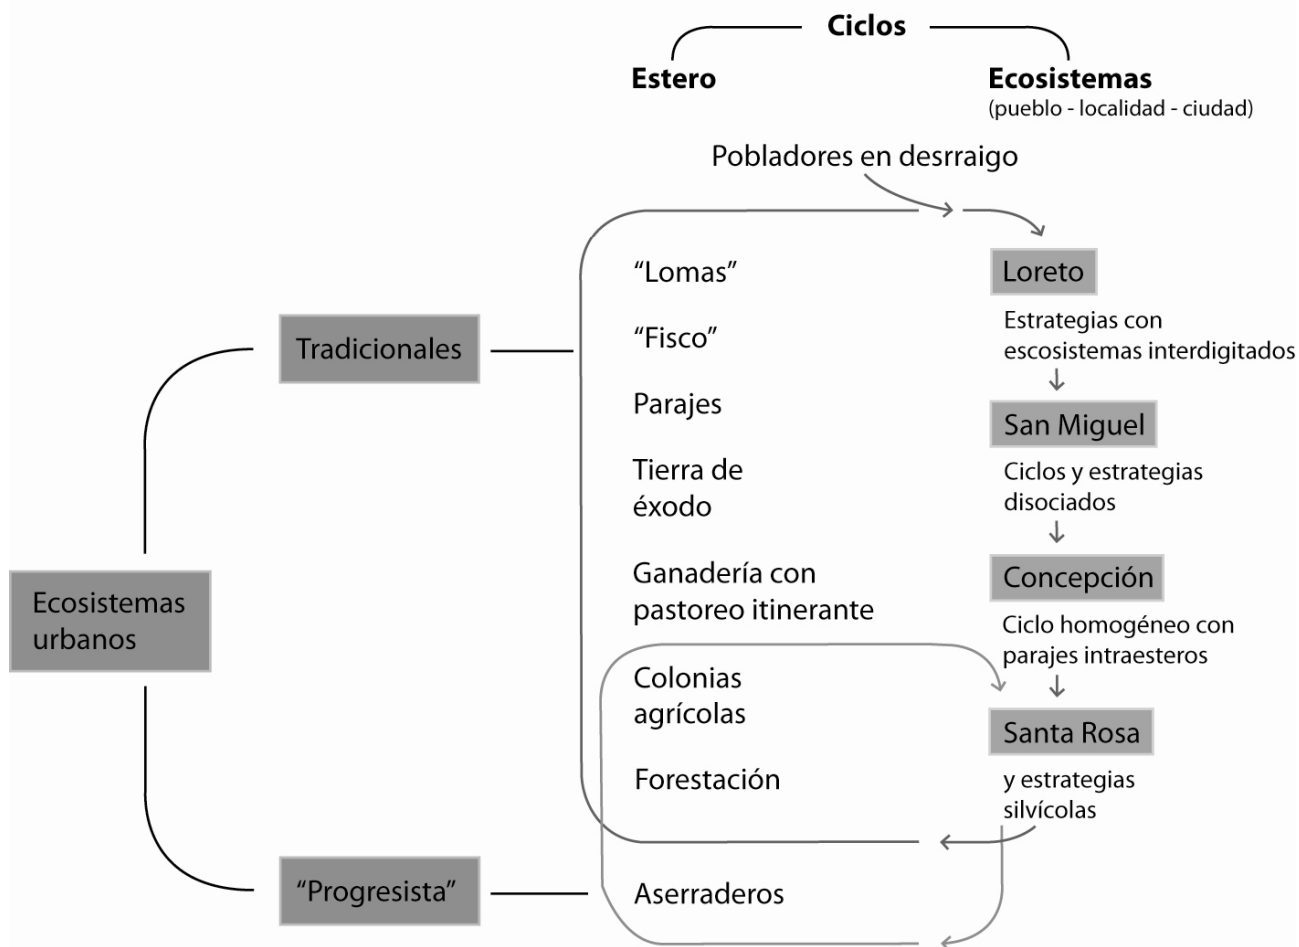 Ciclos
Estero
Ecosistemas
(pueblo - localidad - ciudad)
Pobladores en desrraigo
“Lomas”
“Fisco”
Parajes
Tierra de
éxodo
Ganadería con
pastoreo itinerante
Colonias
agrícolas
Forestación
Aserraderos
Loreto
Estrategias con
escosistemas interdigitados
San Miguel
Ciclos y estrategias
disociados
Concepción
Ciclo homogéneo con
parajes intraesteros
Santa Rosa
y estrategias
silvícolas
Tradicionales
Ecosistemas
urbanos
“Progresista”